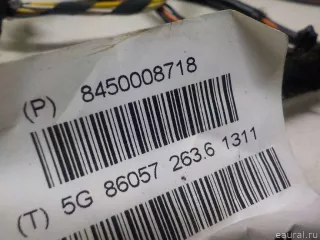 (P) 8450008718
(T) 5G 86057 263.6 1311
eaural.ru